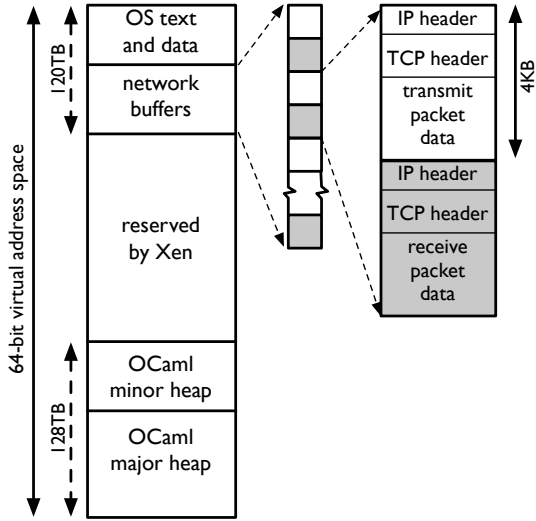 64-bit virtual address space
120TB
128TB
OS text
and data
network
buffers
reserved
by Xen
OCaml
minor heap
OCaml
major heap
IP header
TCP header
transmit
packet
data
IP header
TCP header
receive
packet
data
4KB